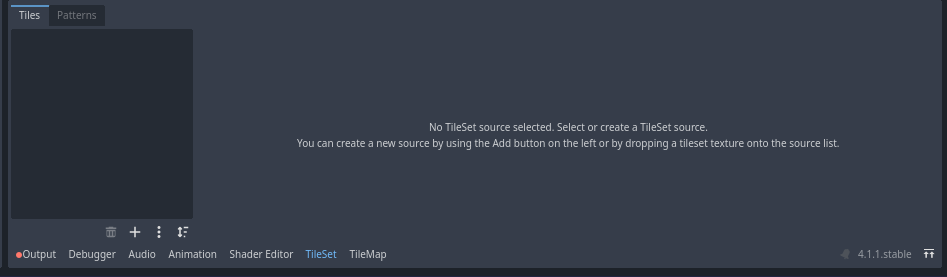 Tiles Patterns
No TileSet source selected. Select or create a TileSet source.
You can create a new source by using the Add button on the left or by dropping a tileset texture onto the source list.
Output Debugger Audio Animation Shader Editor TileSet TileMap 4.1.1.stable